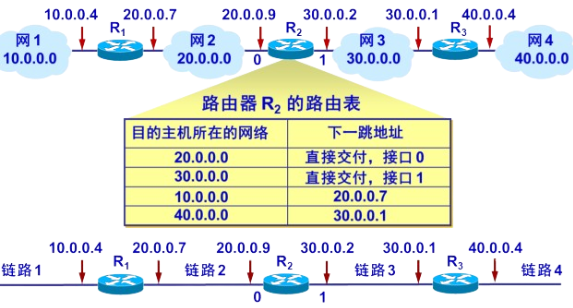 10.0.0.4 R1 20.0.0.7 20.0.0.9 R2 30.0.0.2 30.0.0.1 R3 40.0.0.4
网1 网2 网3 网4
10.0.0.0 20.0.0.0 0 1 30.0.0.0 40.0.0.0
路由器 R2 的路由表
目的主机所在的网络 下一跳地址
20.0.0.0 直接交付，接口 0
30.0.0.0 直接交付，接口 1
10.0.0.0 20.0.0.7
40.0.0.0 30.0.0.1
10.0.0.4 R1 20.0.0.7 20.0.0.9 R2 30.0.0.2 30.0.0.1 R3 40.0.0.4
链路1 链路2 链路3 链路4
0 1